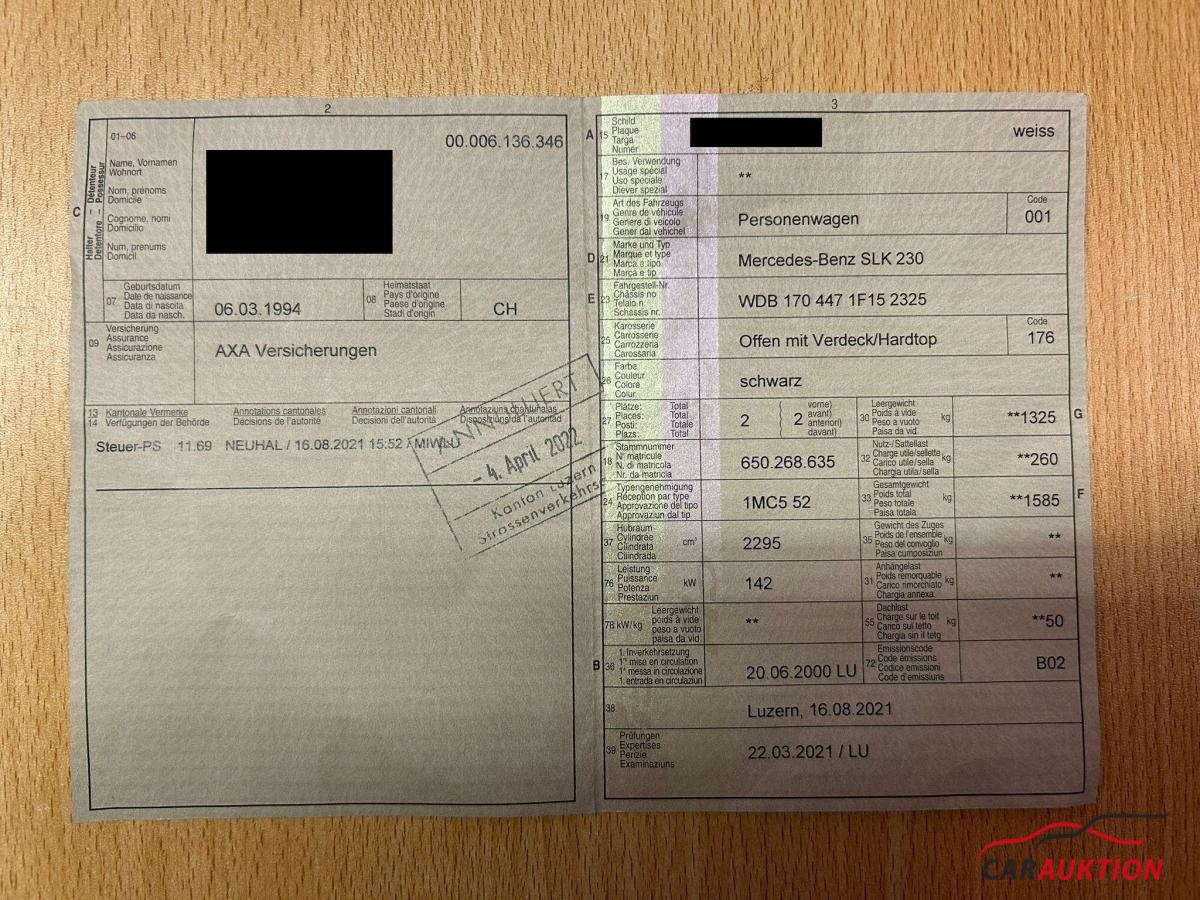 2
01-06
00.006.136.346
C
Halter – Détenteur
Detentore – Possessur
Name, Vornamen
Wohnort
Nom, prénoms
Domicile
Cognome, nomi
Domicilio
Num, prenums
Domicil
07
Geburtsdatum
Date de naissance
Data di nascita
Data da nasch.
06.03.1994
08
Heimatstaat
Pays d'origine
Paese d'origine
Stadi d'origin
CH
09
Versicherung
Assurance
Assicurazione
Assicuranza
AXA Versicherungen
13 Kantonale Vermerke Annotations cantonales Annotazioni cantonali Annotaziuns chantunalas
14 Verfügungen der Behörde Décisions de l'autorité Decisioni dell'autorità Disposiziuns da l'autoritad
Steuer-PS 11.69 NEUHAL / 16.08.2021 15:52 /
ANNULLIERT
- 4. April 2022
Kanton Luzern
Strassenverkehrs
3
A
15
Schild
Plaque
Targa
Numer
weiss
17
Bes. Verwendung
Usage spécial
Uso speciale
Diever spezial
**
19
Art des Fahrzeugs
Genre de véhicule
Genere di veicolo
Gener dal vehichel
Personenwagen
Code
001
D
21
Marke und Typ
Marque et type
Marca e tipo
Marca e tip
Mercedes-Benz SLK 230
E
23
Fahrgestell-Nr.
Châssis no
Telaio n.
Schassis nr.
WDB 170 447 1F15 2325
25
Karosserie
Carrosserie
Carrozzeria
Carossaria
Offen mit Verdeck/Hardtop
Code
176
26
Farbe
Couleur
Colore
Colur
schwarz
27
Plätze: Total
Places: Total
Posti: Totale
Plazs: Total
2
( 2 vorne)
( avant)
anteriori)
davant)
30
Leergewicht
Poids à vide
Peso a vuoto
Paisa da vid
kg
**1325
G
18
Stammnummer
N° matricule
N. di matricola
Nr. da matricla
650.268.635
32
Nutz-/Sattellast
Charge utile/sellette
Carico utile/sella
Chargia utila/sella
kg
**260
24
Typengenehmigung
Réception par type
Approvazione del tipo
Approvaziun dal tip
1MC5 52
33
Gesamtgewicht
Poids total
Peso totale
Paisa totala
kg
**1585
F
37
Hubraum
Cylindrée
Cilindrata
Cilindrada
cm³
2295
35
Gewicht des Zuges
Poids de l'ensemble
Peso del convoglio
Paisa cumposiziun
kg
**
76
Leistung
Puissance
Potenza
Prestaziun
kW
142
31
Anhängelast
Poids remorquable
Carico rimorchiato
Chargia annexa
kg
**
78 kW/kg
Leergewicht
poids à vide
peso a vuoto
paisa da vid
**
55
Dachlast
Charge sur le toit
Carico sul tetto
Chargia sin il tetg
kg
**50
B
36
1. Inverkehrsetzung
1re mise en circulation
1a messa in circolazione
1. entrada en circulaziun
20.06.2000 LU
72
Emissionscode
Code émissions
Codice emissioni
Code d'emissiuns
B02
38
Luzern, 16.08.2021
39
Prüfungen
Expertises
Perizie
Examinaziuns
22.03.2021 / LU
CARAUKTION